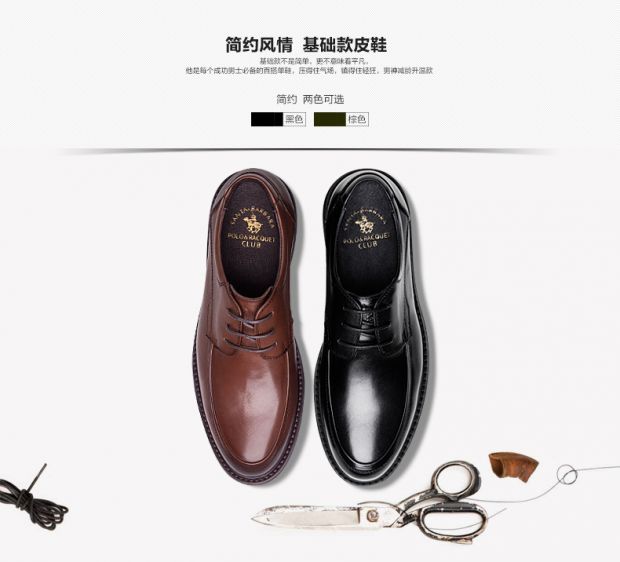 简约风情 基础款皮鞋
基础款不是简单，更不意味着平凡。
他是每个成功男士必备的百搭单鞋，压得住气场，镇得住轻狂，男神减龄升温款
简约 两色可选
黑色
棕色
SANTA·BARBARA
POLO&RACQUET
CLUB
SANTA·BARBARA
POLO&RACQUET
CLUB